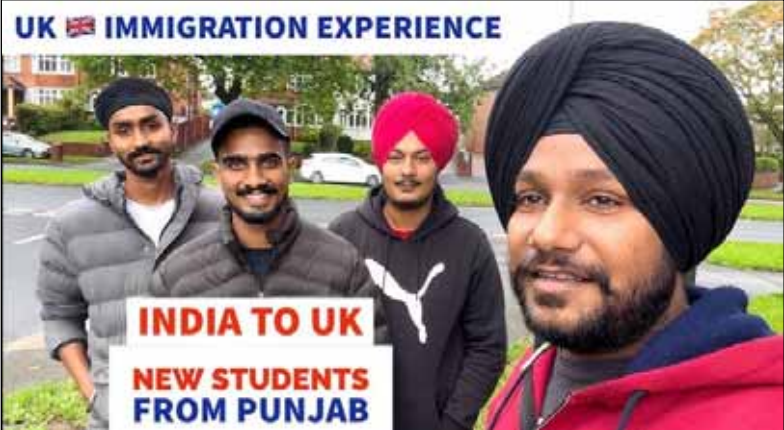 UK 🇬🇧 IMMIGRATION EXPERIENCE
INDIA TO UK
NEW STUDENTS
FROM PUNJAB